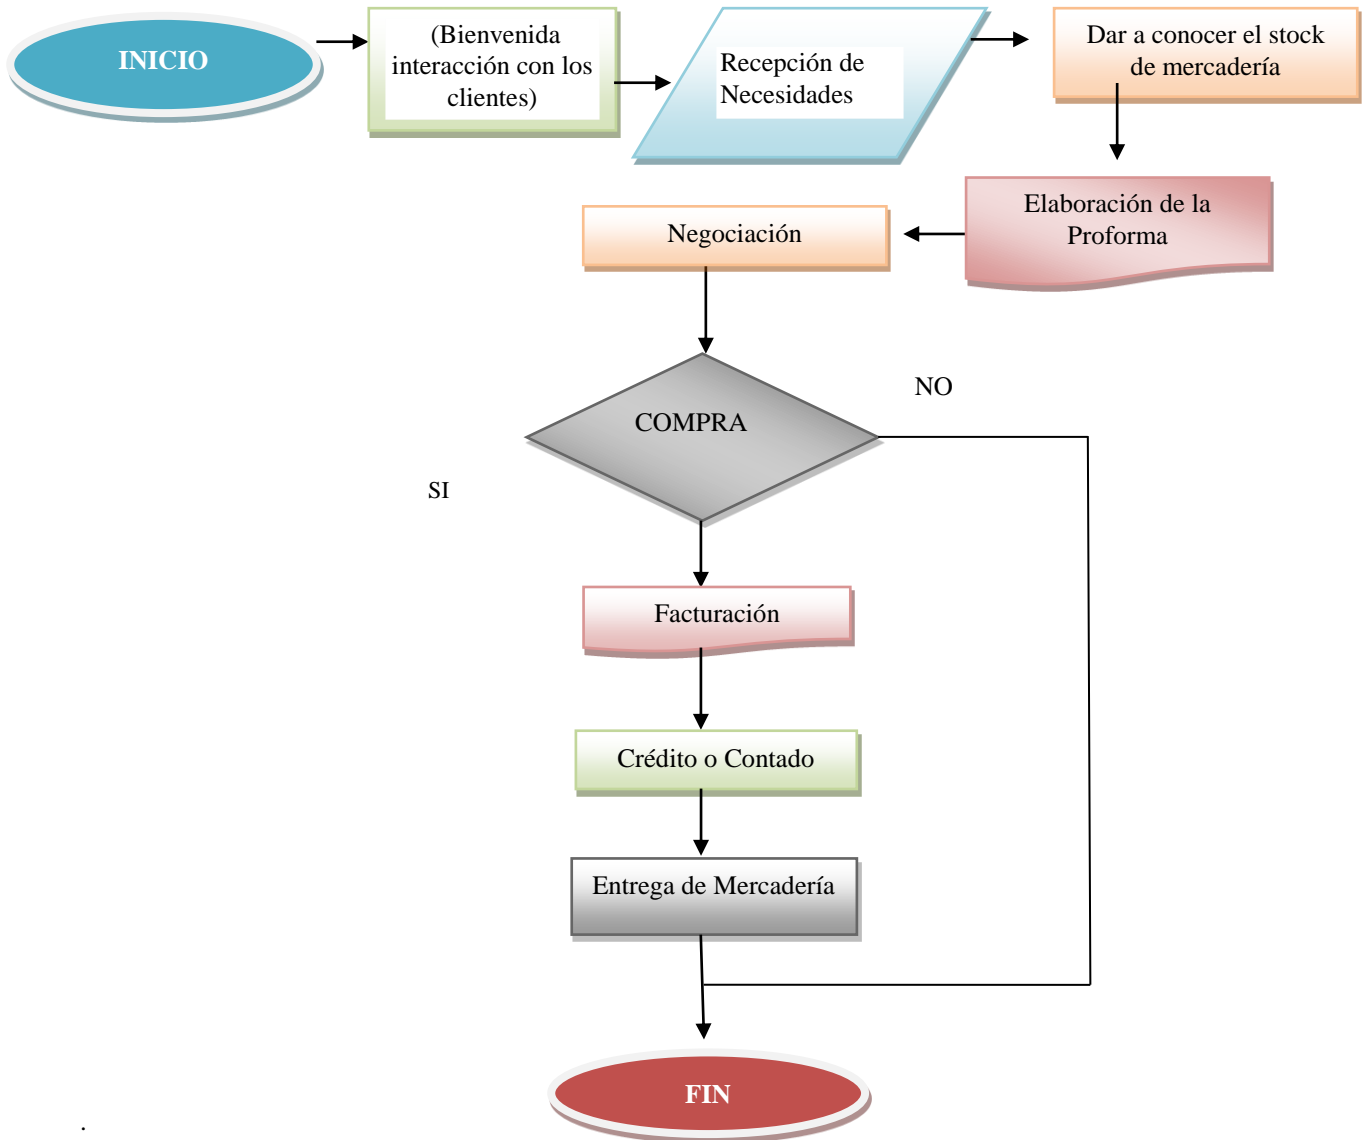 INICIO
(Bienvenida
interacción con los
clientes)
Recepción de
Necesidades
Dar a conocer el stock
de mercadería
Elaboración de la
Proforma
Negociación
COMPRA
NO
SI
Facturación
Crédito o Contado
Entrega de Mercadería
FIN
.